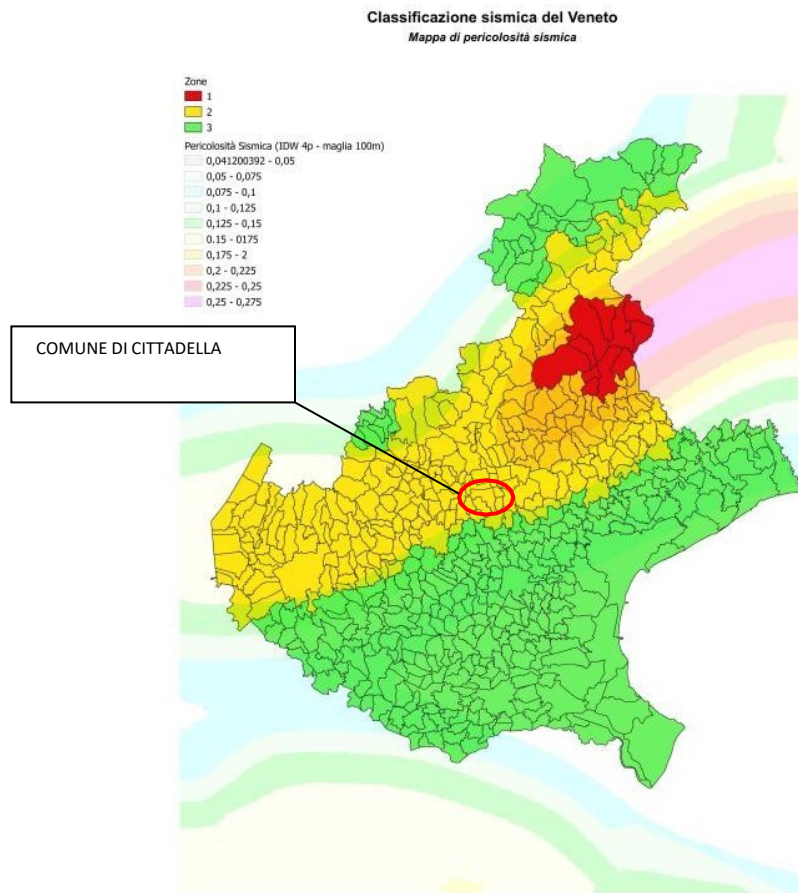 Classificazione sismica del Veneto
Mappa di pericolosità sismica
Zone
1
2
3
Pericolosità Sismica (IDW 4p - maglia 100m)
0,041200392 - 0,05
0,05 - 0,075
0,075 - 0,1
0,1 - 0,125
0,125 - 0,15
0.15 - 0175
0,175 - 2
0,2 - 0,225
0,225 - 0,25
0,25 - 0,275
COMUNE DI CITTADELLA